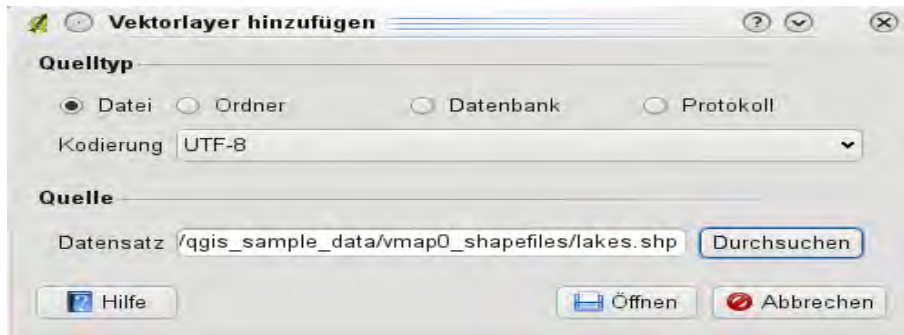 Vektorlayer hinzufügen
Quelltyp
Datei Ordner Datenbank Protokoll
Kodierung UTF-8
Quelle
Datensatz /qgis_sample_data/vmap0_shapefiles/lakes.shp Durchsuchen
Hilfe Öffnen Abbrechen